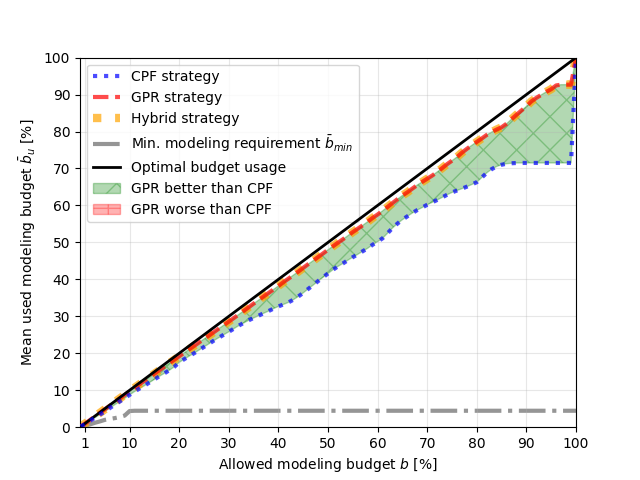 100
90
80
70
60
50
40
30
20
10
0
Mean used modeling budget b̄ᵤ [%]
CPF strategy
GPR strategy
Hybrid strategy
Min. modeling requirement b̄ₘᵢₙ
Optimal budget usage
GPR better than CPF
GPR worse than CPF
1 10 20 30 40 50 60 70 80 90 100
Allowed modeling budget b [%]